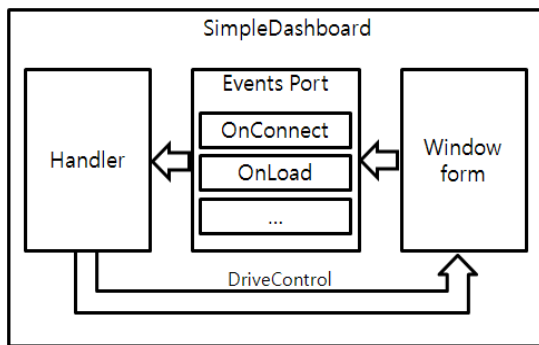 SimpleDashboard
Handler
Events Port
OnConnect
OnLoad
...
Window
form
DriveControl